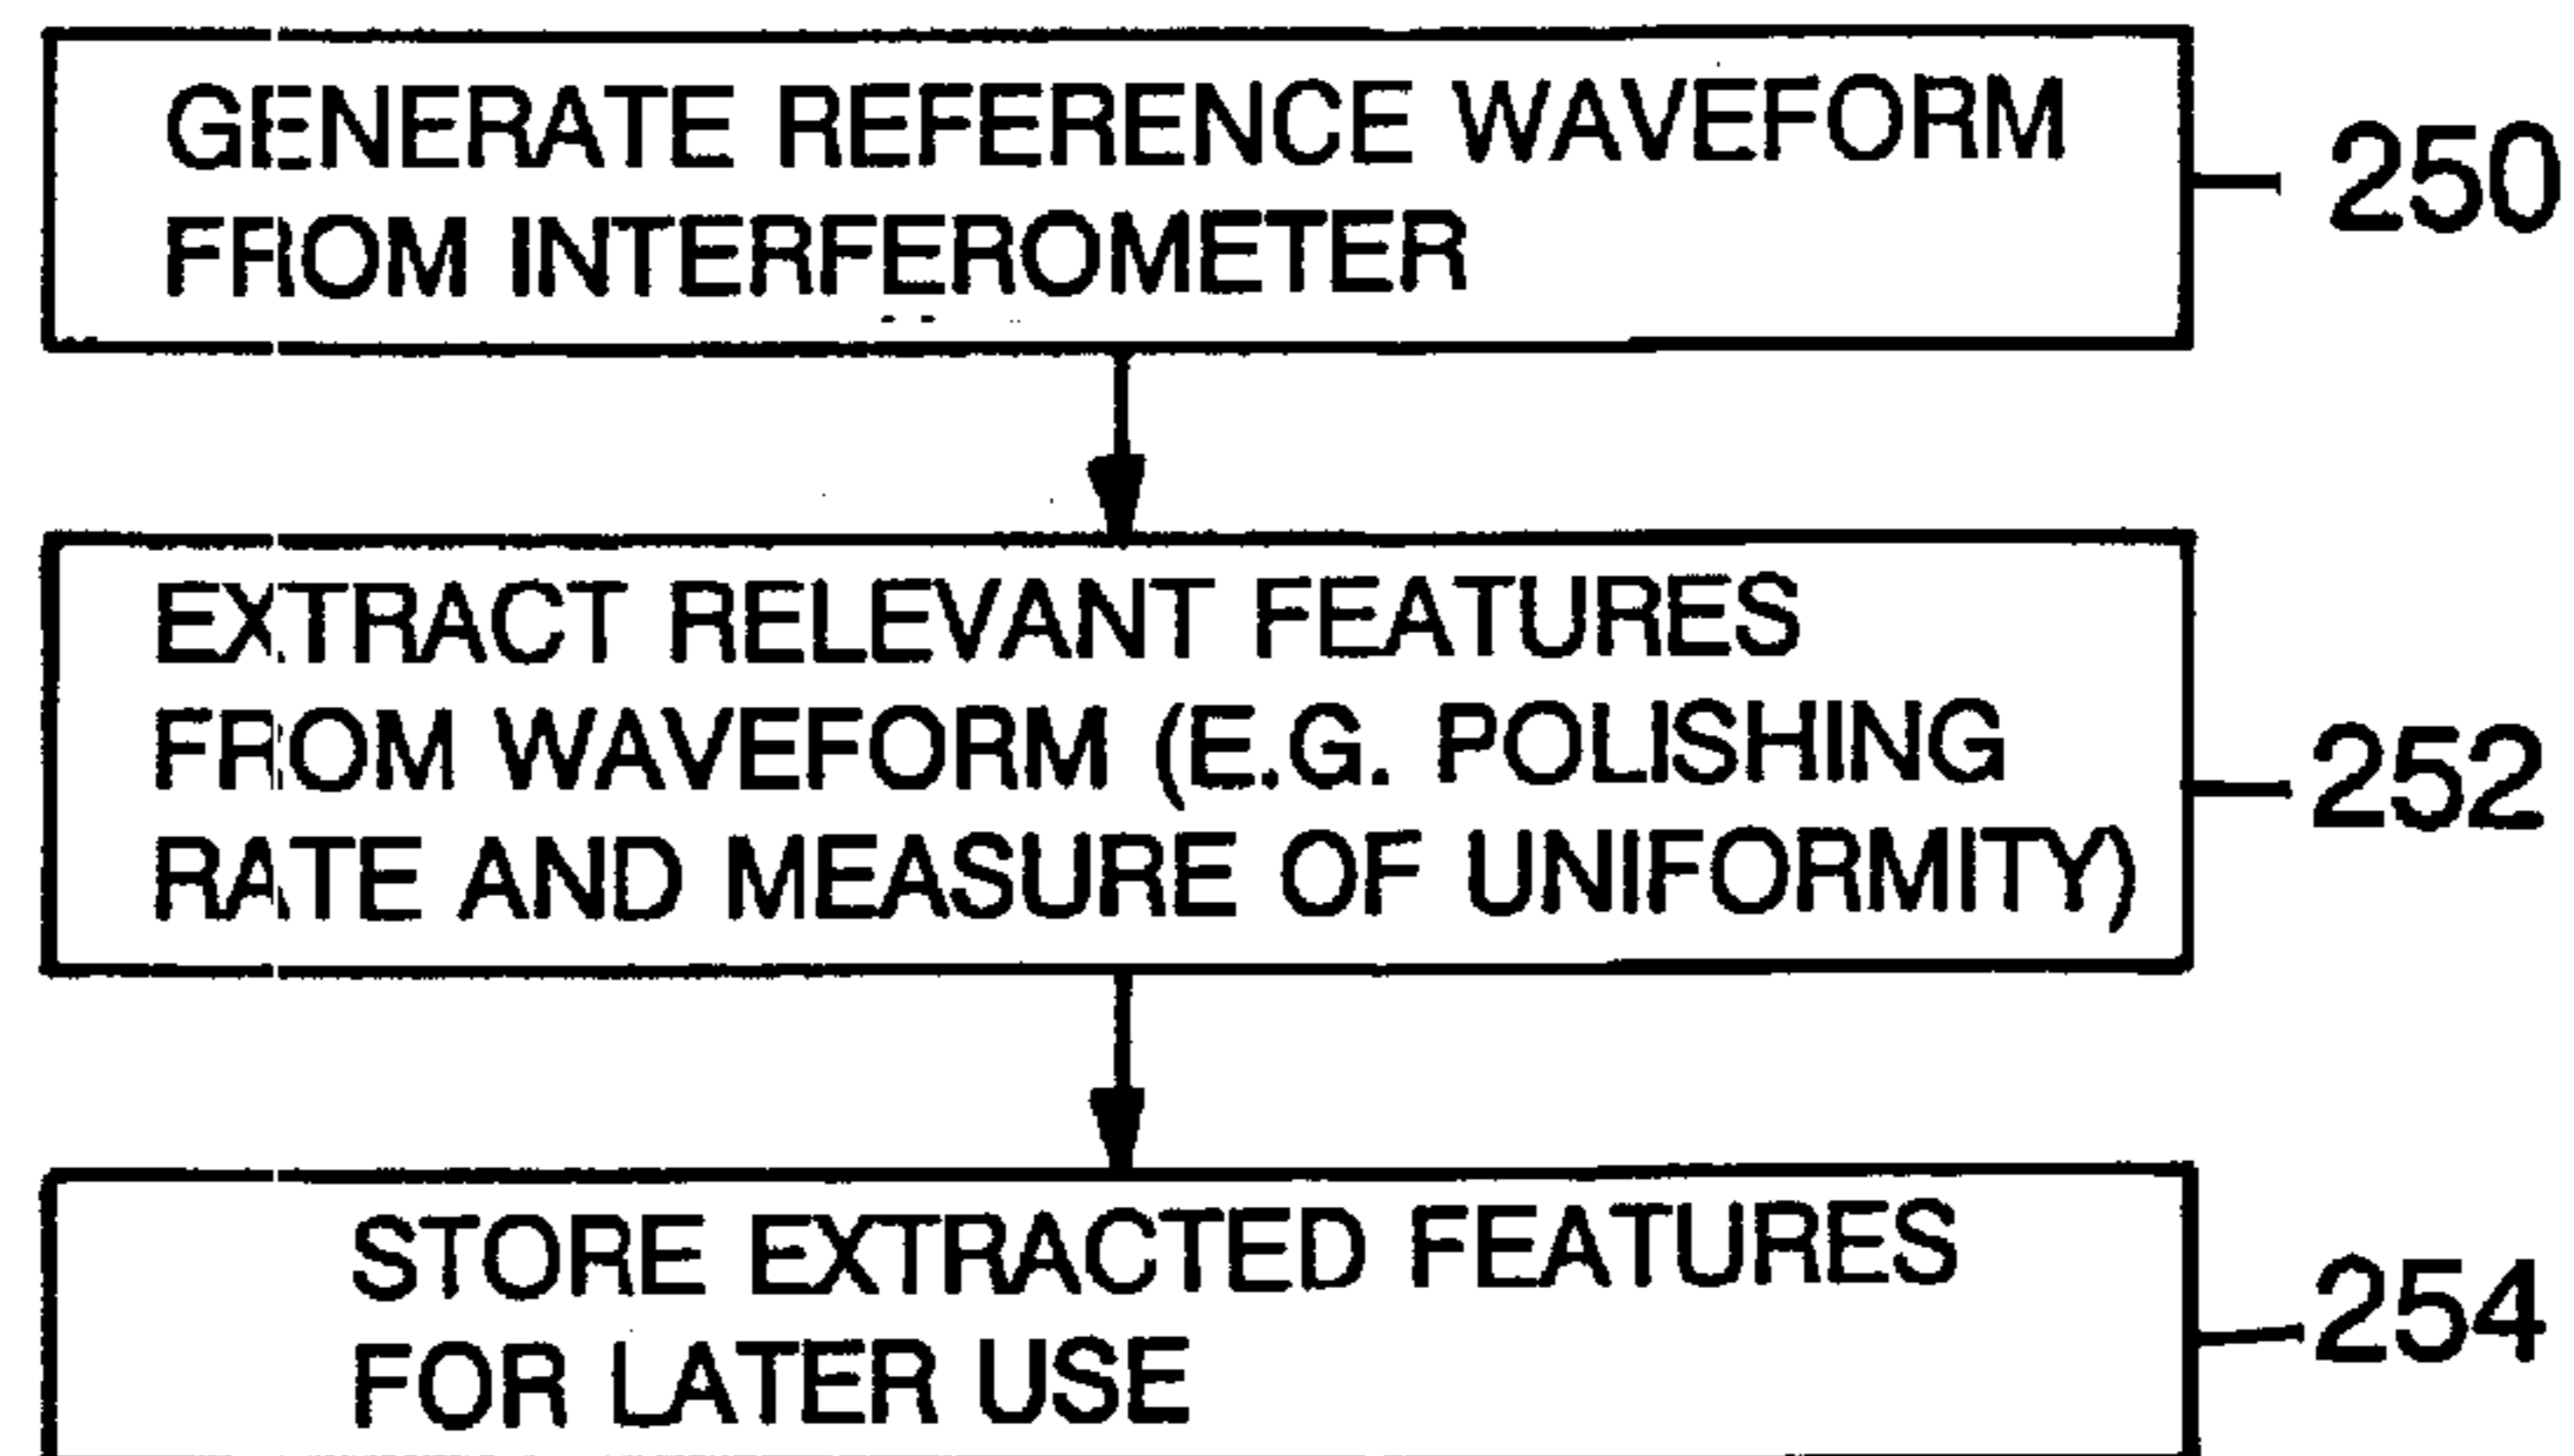 GENERATE REFERENCE WAVEFORM
FROM INTERFEROMETER
250
EXTRACT RELEVANT FEATURES
FROM WAVEFORM (E.G. POLISHING
RATE AND MEASURE OF UNIFORMITY)
252
STORE EXTRACTED FEATURES
FOR LATER USE
254